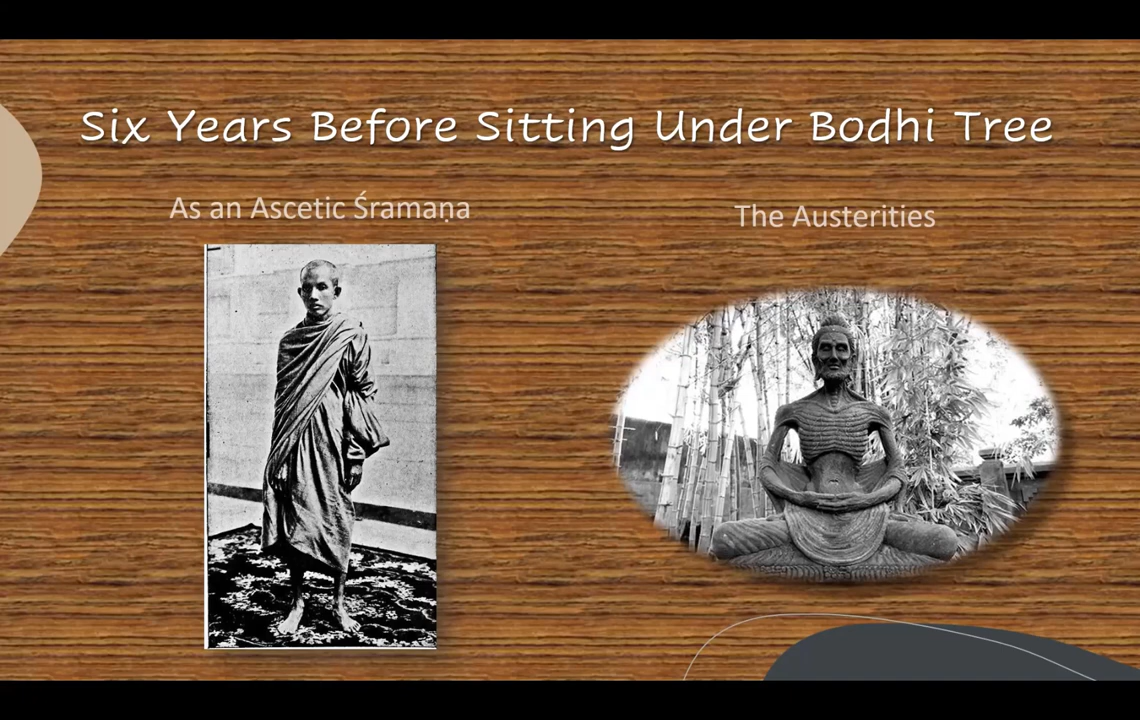 Six Years Before Sitting Under Bodhi Tree
As an Ascetic Śramaṇa
The Austerities